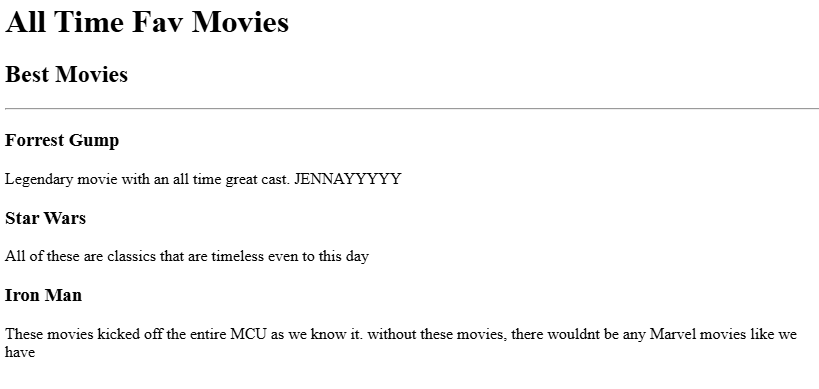 All Time Fav Movies
Best Movies
Forrest Gump
Legendary movie with an all time great cast. JENNAYYYYY
Star Wars
All of these are classics that are timeless even to this day
Iron Man
These movies kicked off the entire MCU as we know it. without these movies, there wouldnt be any Marvel movies like we
have